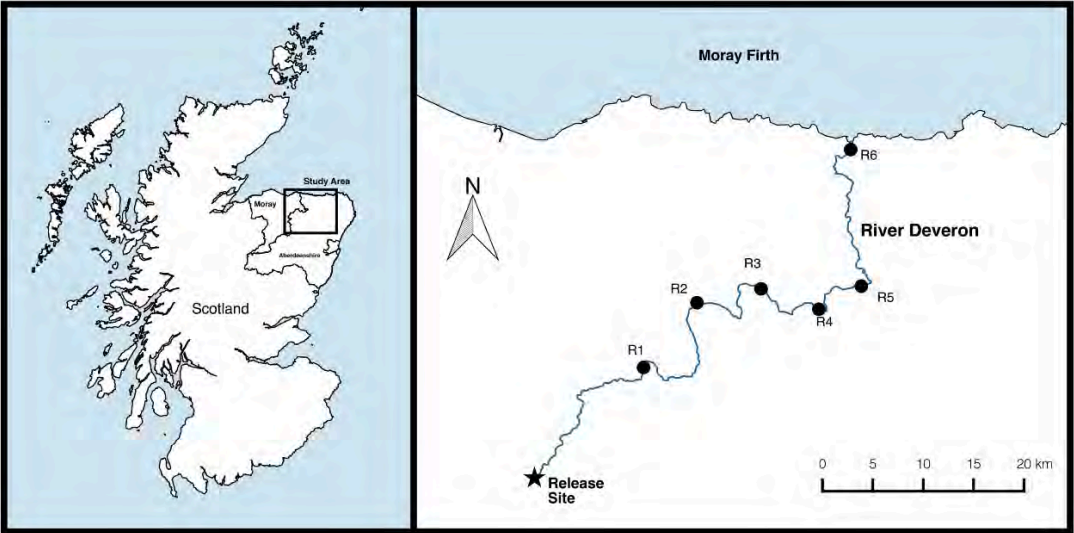 Study Area
Moray
Aberdeenshire
Scotland
Moray Firth
R6
N
River Deveron
R3
R2
R5
R4
R1
0 5 10 15 20 km
Release
Site